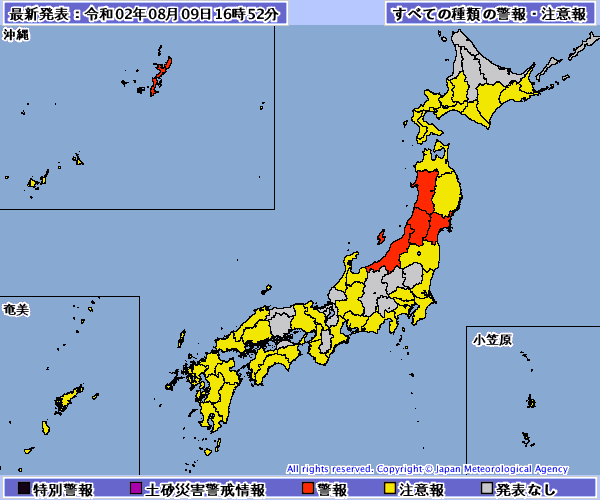 最新発表：令和02年08月09日16時52分
すべての種類の警報・注意報
沖縄
奄美
小笠原
All rights reserved. Copyright © Japan Meteorological Agency
特別警報 土砂災害警戒情報 警報 注意報 発表なし